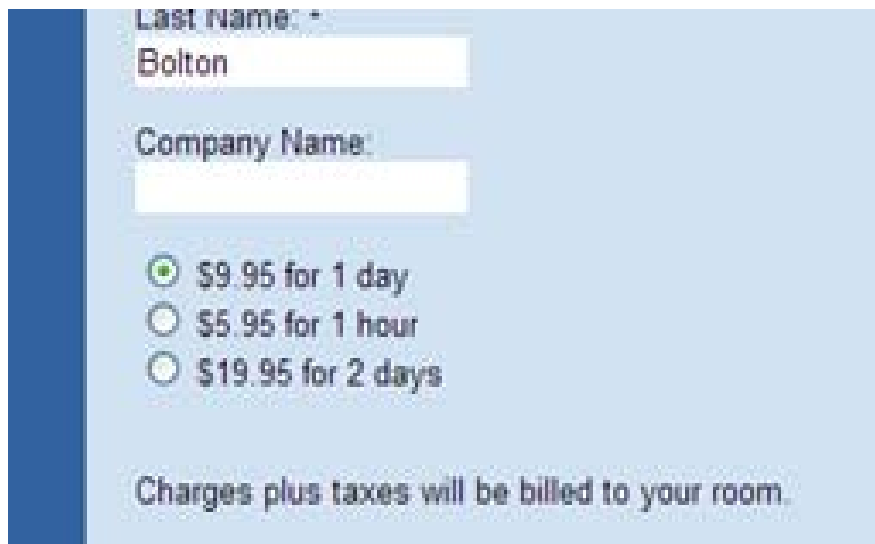 Last Name: *
Bolton
Company Name:
$9.95 for 1 day
$5.95 for 1 hour
$19.95 for 2 days
Charges plus taxes will be billed to your room.